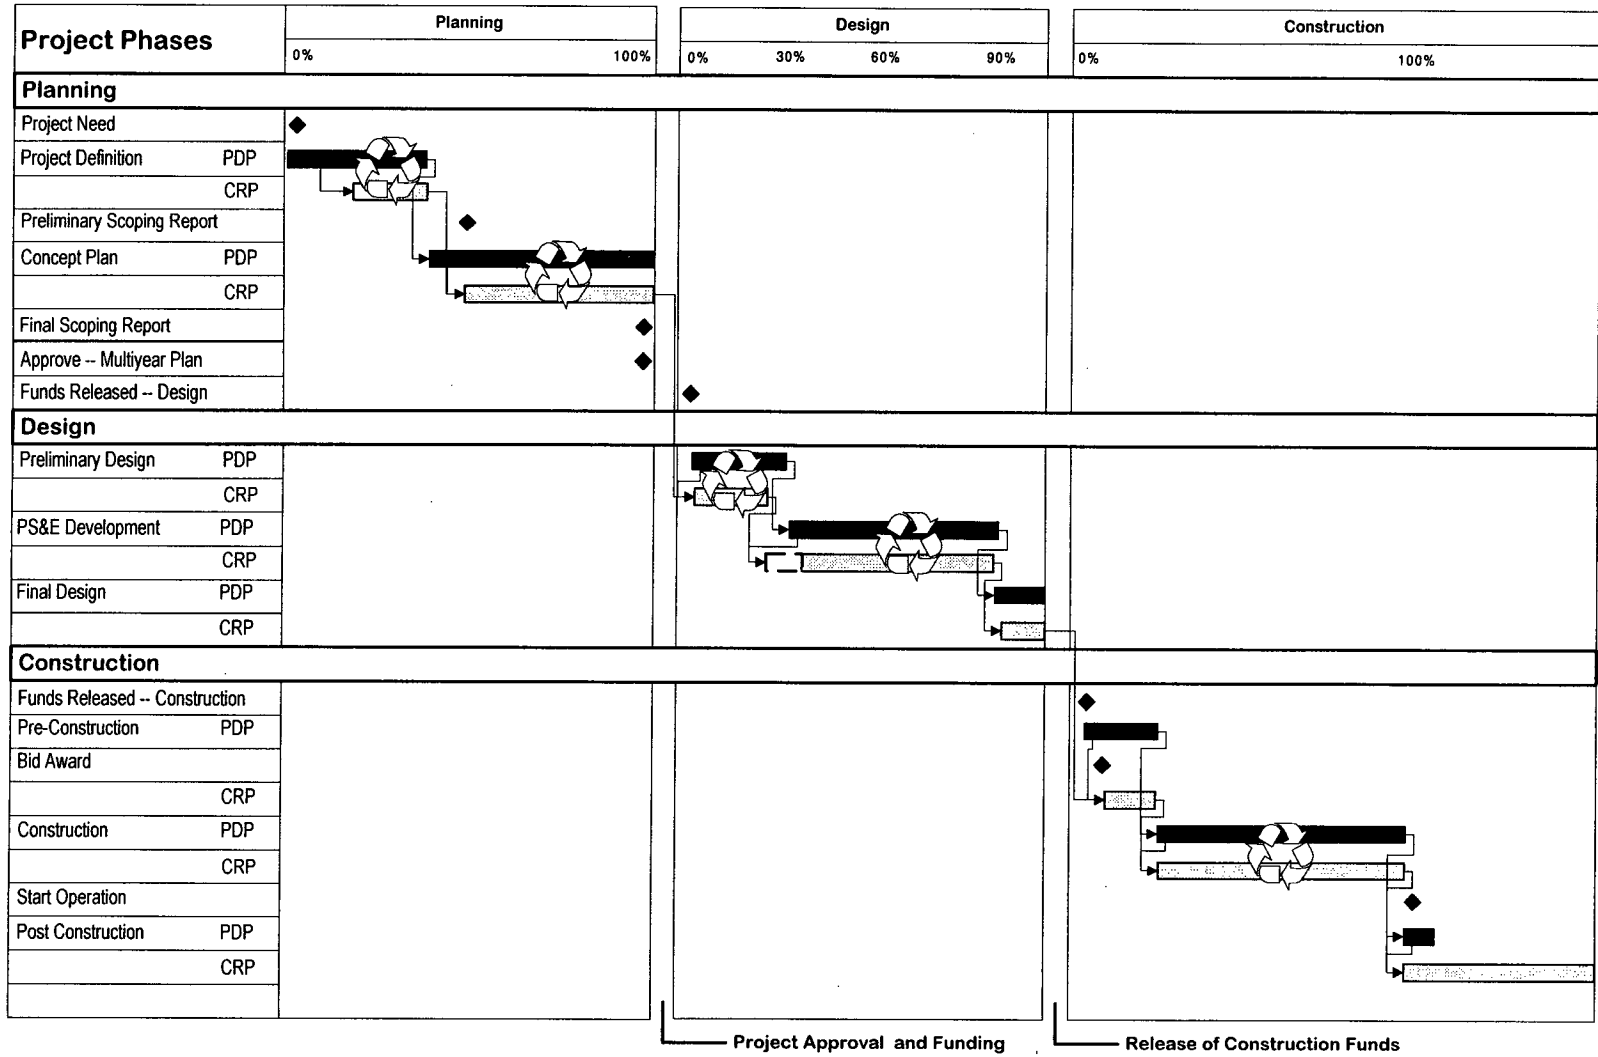 Project Phases
Planning
Design
Construction
0% 100%
0% 30% 60% 90%
0% 100%
Planning
Project Need
Project Definition PDP
CRP
Preliminary Scoping Report
Concept Plan PDP
CRP
Final Scoping Report
Approve -- Multiyear Plan
Funds Released -- Design
Design
Preliminary Design PDP
CRP
PS&E Development PDP
CRP
Final Design PDP
CRP
Construction
Funds Released -- Construction
Pre-Construction PDP
Bid Award
CRP
Construction PDP
CRP
Start Operation
Post Construction PDP
CRP
Project Approval and Funding
Release of Construction Funds